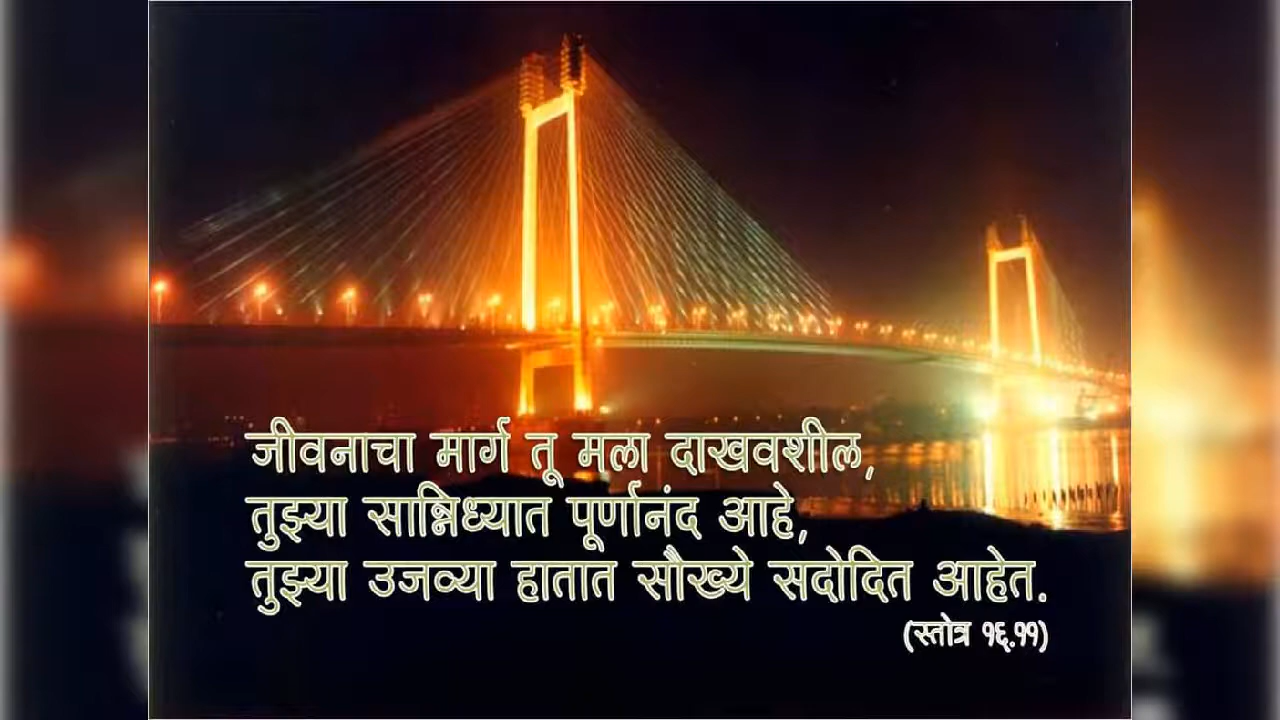 जीवनाचा मार्ग तू मला दाखवशील,
तुझ्या सान्निध्यात पूर्णानंद आहे,
तुझ्या उजव्या हातात सौख्ये सदोदित आहेत.
(स्तोत्र १६.११)